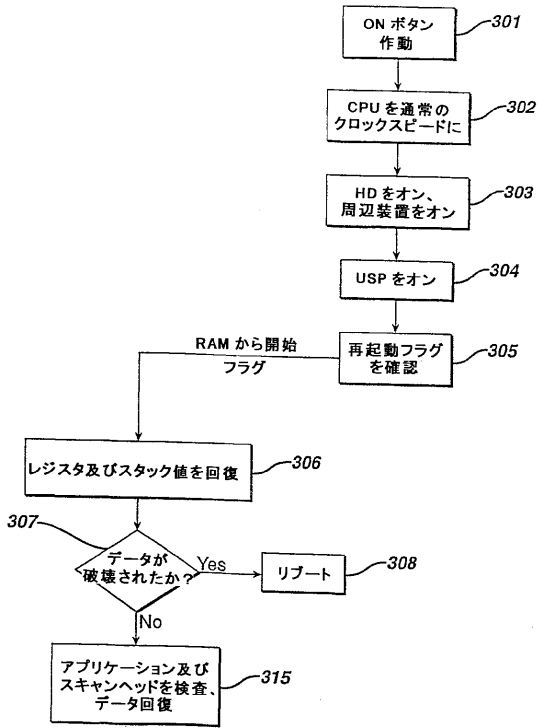 ON ボタン
作動
301
CPU を通常の
クロックスピードに
302
HD をオン、
周辺装置をオン
303
USP をオン
304
再起動フラグ
を確認
305
RAM から開始
フラグ
レジスタ及びスタック値を回復
306
307
データが
破壊されたか?
Yes
リブート
308
No
アプリケーション及び
スキャンヘッドを検査、
データ回復
315